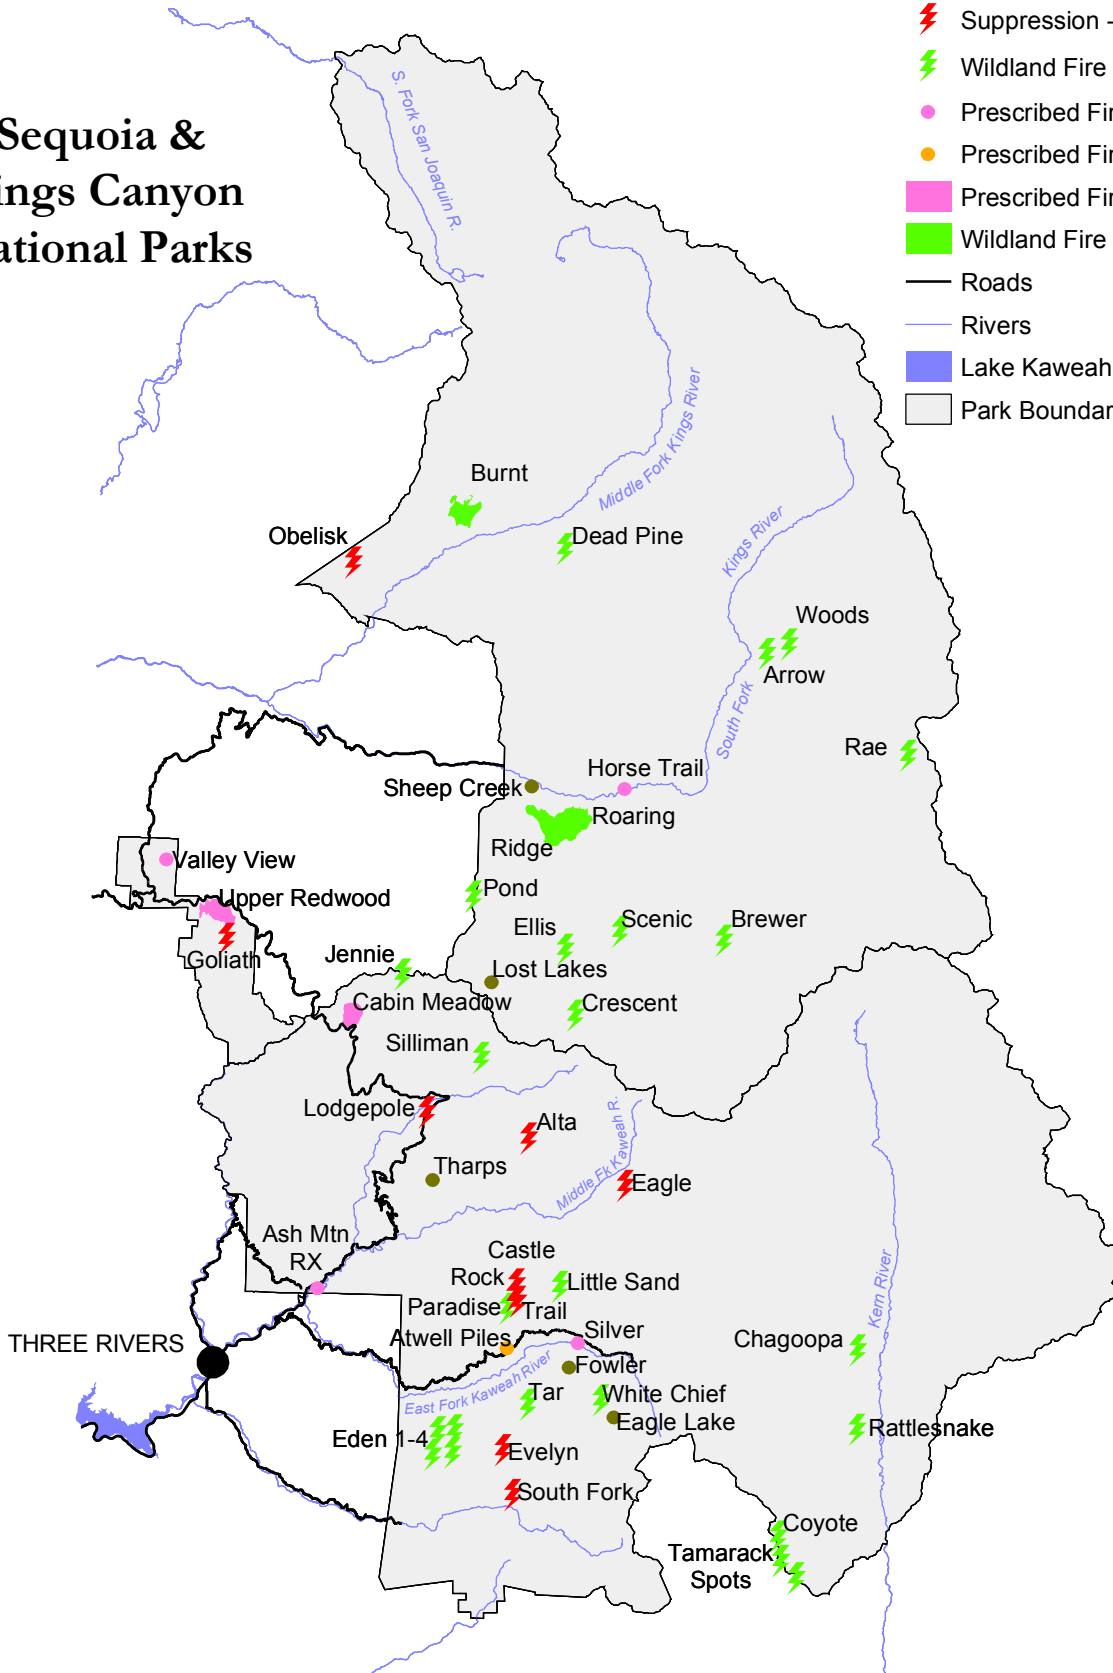 Sequoia &
ings Canyon
ational Parks
Suppression -
Wildland Fire
Prescribed Fir
Prescribed Fir
Prescribed Fir
Wildland Fire
Roads
Rivers
Lake Kaweah
Park Boundar
S. Fork San Joaquin R.
Middle Fork Kings River
Burnt
Obelisk
Dead Pine
Kings River
Woods
Arrow
South Fork
Rae
Horse Trail
Sheep Creek
Roaring
Ridge
Valley View
Pond
Upper Redwood
Scenic
Brewer
Ellis
Goliath
Jennie
Lost Lakes
Cabin Meadow
Crescent
Silliman
Lodgepole
Alta
Middle Fk Kaweah R.
Tharps
Eagle
Ash Mtn
RX
Castle
Rock
Little Sand
Paradise
Trail
Kern River
THREE RIVERS
Atwell Piles
Silver
Chagoopa
Fowler
East Fork Kaweah River
Tar
White Chief
Eagle Lake
Rattlesnake
Eden 1-4
Evelyn
South Fork
Coyote
Tamarack
Spots